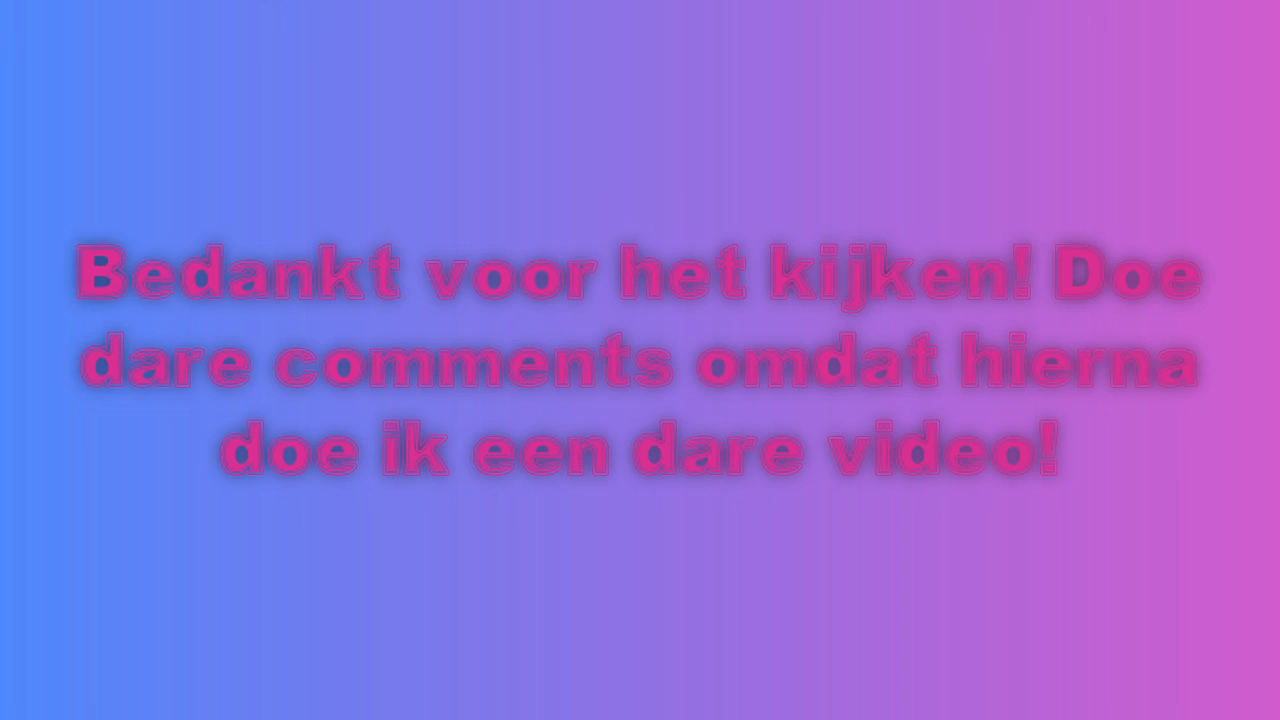 Bedankt voor het kijken! Doe
dare comments omdat hierna
doe ik een dare video!